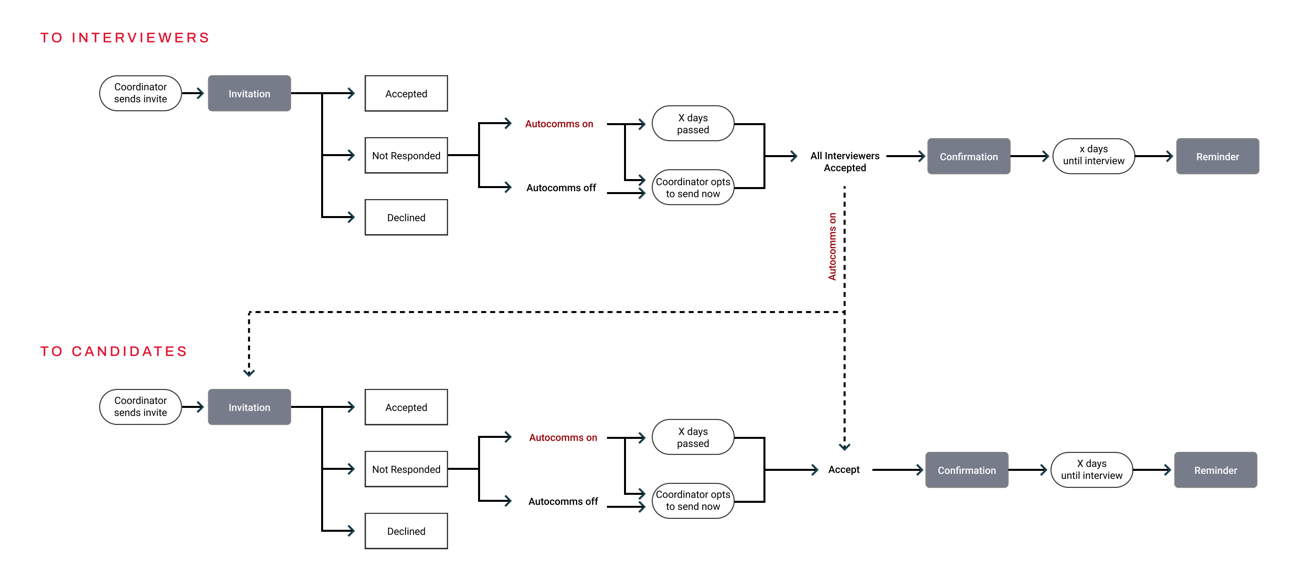 TO INTERVIEWERS
Coordinator
sends invite
Invitation
Accepted
Not Responded
Declined
Autocomms on
Autocomms off
X days
passed
Coordinator opts
to send now
All Interviewers
Accepted
Confirmation
x days
until interview
Reminder
Autocomms on
TO CANDIDATES
Coordinator
sends invite
Invitation
Accepted
Not Responded
Declined
Autocomms on
Autocomms off
X days
passed
Coordinator opts
to send now
Accept
Confirmation
X days
until interview
Reminder